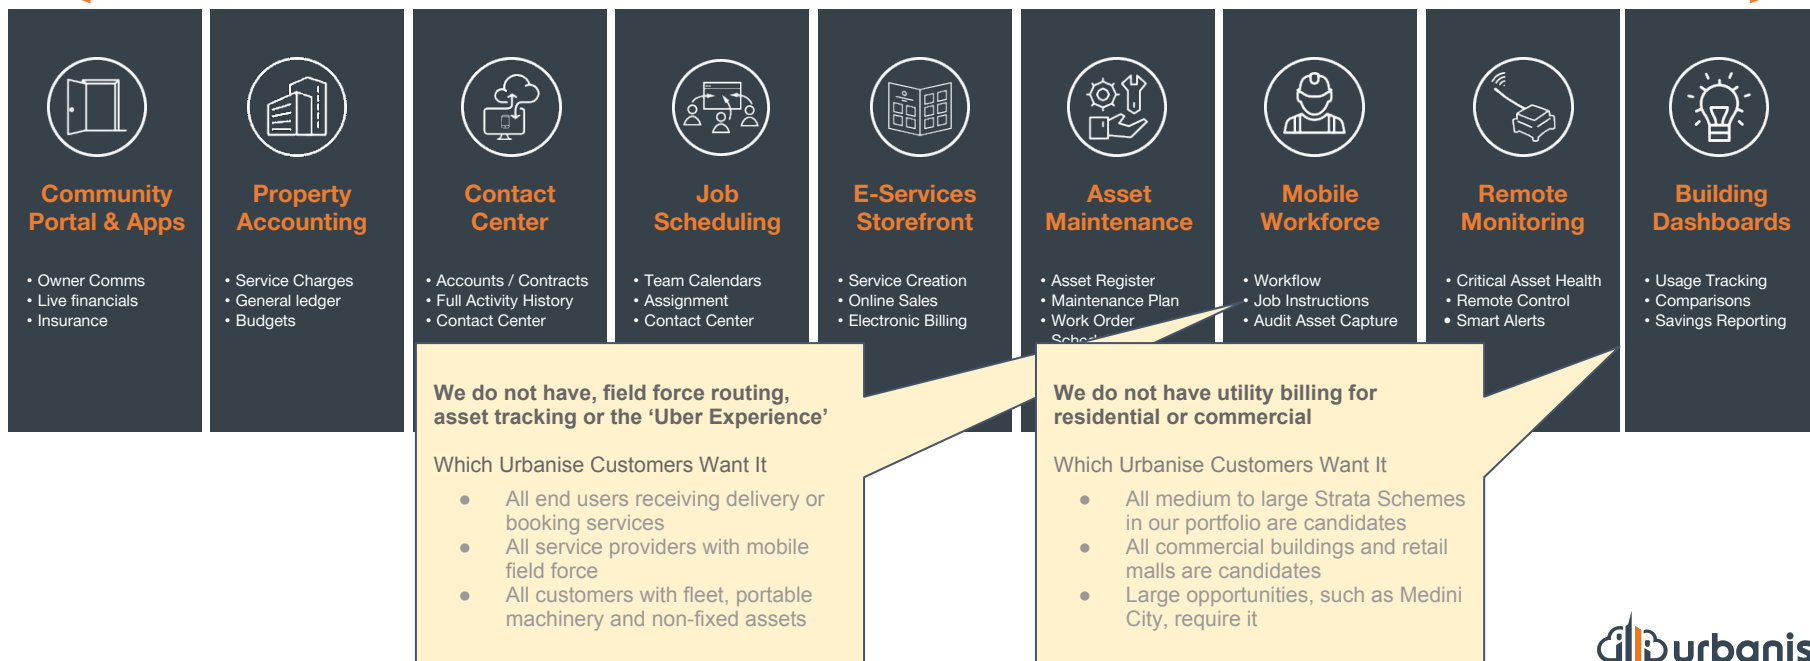 Community
Portal & Apps
• Owner Comms
• Live financials
• Insurance
Property
Accounting
• Service Charges
• General ledger
• Budgets
Contact
Center
• Accounts / Contracts
• Full Activity History
• Contact Center
Job
Scheduling
• Team Calendars
• Assignment
• Contact Center
E-Services
Storefront
• Service Creation
• Online Sales
• Electronic Billing
Asset
Maintenance
• Asset Register
• Maintenance Plan
• Work Order
Mobile
Workforce
• Workflow
• Job Instructions
• Audit Asset Capture
Remote
Monitoring
• Critical Asset Health
• Remote Control
• Smart Alerts
Building
Dashboards
• Usage Tracking
• Comparisons
• Savings Reporting
We do not have, field force routing,
asset tracking or the ‘Uber Experience’
Which Urbanise Customers Want It
● All end users receiving delivery or
booking services
● All service providers with mobile
field force
● All customers with fleet, portable
machinery and non-fixed assets
We do not have utility billing for
residential or commercial
Which Urbanise Customers Want It
● All medium to large Strata Schemes
in our portfolio are candidates
● All commercial buildings and retail
malls are candidates
● Large opportunities, such as Medini
City, require it
urbanis